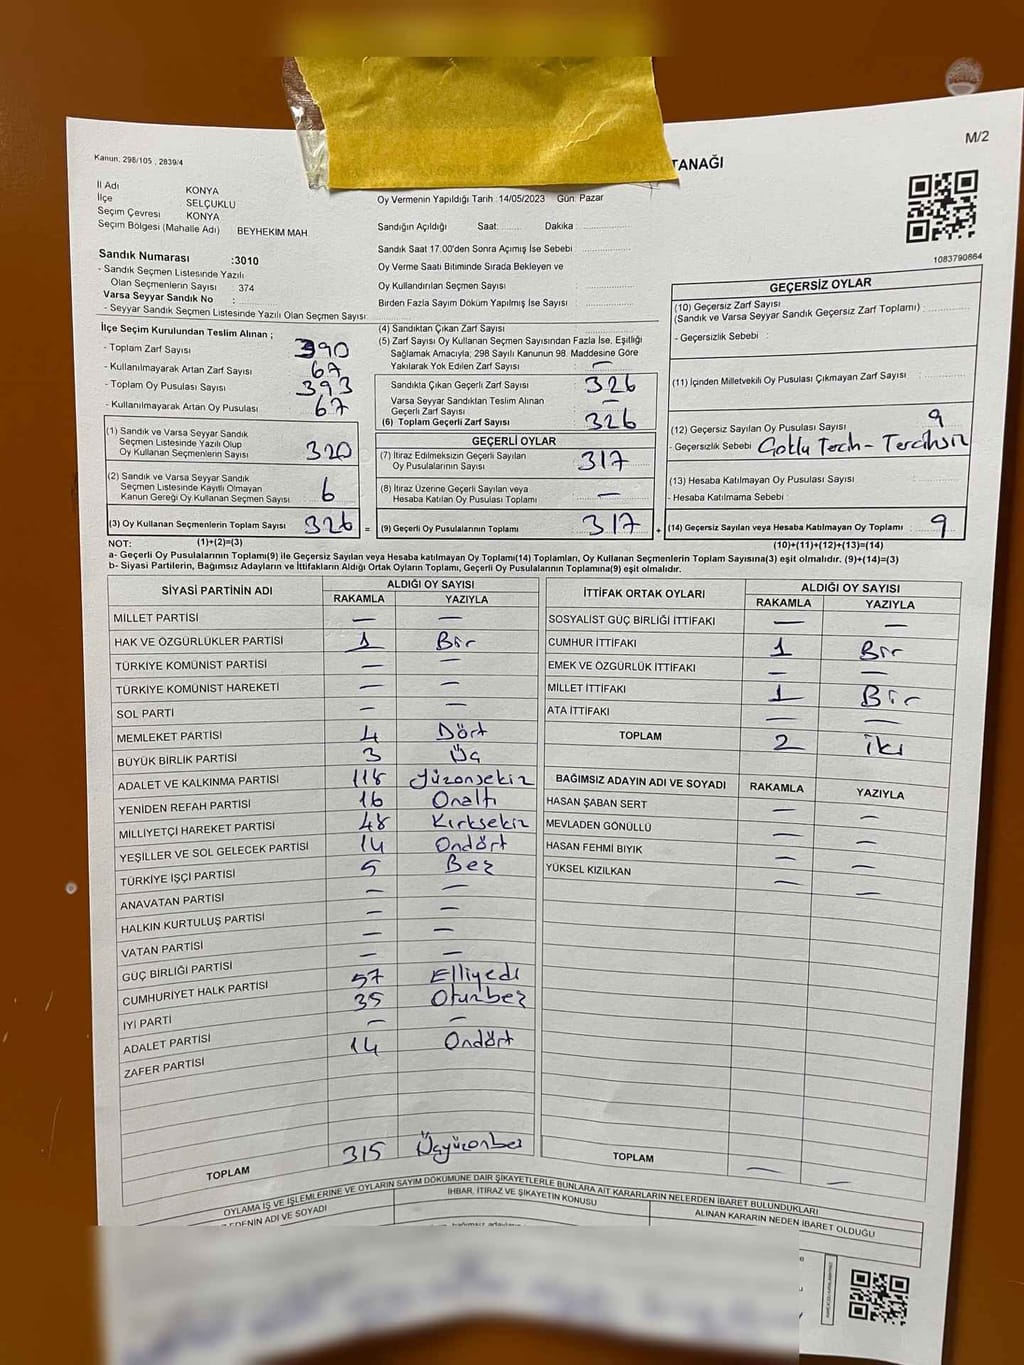 TANAĞI
M/2
Kanun: 298/105 , 2839/4
İl Adı KONYA
İlçe SELÇUKLU
Seçim Çevresi KONYA
Seçim Bölgesi (Mahalle Adı) BEYHEKİM MAH
Sandık Numarası :3010
- Sandık Seçmen Listesinde Yazılı
Olan Seçmenlerin Sayısı 374
Varsa Seyyar Sandık No :
- Seyyar Sandık Seçmen Listesinde Yazılı Olan Seçmen Sayısı:
Oy Vermenin Yapıldığı Tarih :14/05/2023 Gün: Pazar
Sandığın Açıldığı Saat: Dakika :
Sandık Saat 17:00'den Sonra Açımış İse Sebebi :
Oy Verme Saati Bitiminde Sırada Bekleyen ve
Oy Kullandırılan Seçmen Sayısı
Birden Fazla Sayım Döküm Yapılmış İse Sayısı :
1083790864
İlçe Seçim Kurulundan Teslim Alınan ;
- Toplam Zarf Sayısı : 390
- Kullanılmayarak Artan Zarf Sayısı : 67
- Toplam Oy Pusulası Sayısı : 393
- Kullanılmayarak Artan Oy Pusulası : 67
(1) Sandık ve Varsa Seyyar Sandık
Seçmen Listesinde Yazılı Olup
Oy Kullanan Seçmenlerin Sayısı : 320
(2) Sandık ve Varsa Seyyar Sandık
Seçmen Listesinde Kayıtlı Olmayan
Kanun Gereği Oy Kullanan Seçmen Sayısı : 6
(3) Oy Kullanan Seçmenlerin Toplam Sayısı : 326
(1)+(2)=(3)
(4) Sandıktan Çıkan Zarf Sayısı :
(5) Zarf Sayısı Oy Kullanan Seçmen Sayısından Fazla İse, Eşitliği
Sağlamak Amacıyla; 298 Sayılı Kanunun 98. Maddesine Göre
Yakılarak Yok Edilen Zarf Sayısı : —
Sandıkta Çıkan Geçerli Zarf Sayısı : 326
Varsa Seyyar Sandıktan Teslim Alınan
Geçerli Zarf Sayısı : —
(6) Toplam Geçerli Zarf Sayısı : 326
GEÇERLİ OYLAR
(7) İtiraz Edilmeksizin Geçerli Sayılan
Oy Pusulalarının Sayısı : 317
(8) İtiraz Üzerine Geçerli Sayılan veya
Hesaba Katılan Oy Pusulası Toplamı : —
= (9) Geçerli Oy Pusulalarının Toplamı : 317
GEÇERSİZ OYLAR
(10) Geçersiz Zarf Sayısı
(Sandık ve Varsa Seyyar Sandık Geçersiz Zarf Toplamı) :
- Geçersizlik Sebebi :
(11) İçinden Milletvekili Oy Pusulası Çıkmayan Zarf Sayısı :
(12) Geçersiz Sayılan Oy Pusulası Sayısı : 9
- Geçersizlik Sebebi Çoklu Tecih - Tercihsiz
(13) Hesaba Katılmayan Oy Pusulası Sayısı :
- Hesaba Katılmama Sebebi :
+ (14) Geçersiz Sayılan veya Hesaba Katılmayan Oy Toplamı : 9
(10)+(11)+(12)+(13)=(14)
NOT:
a- Geçerli Oy Pusulalarının Toplamı(9) ile Geçersiz Sayılan veya Hesaba Katılmayan Oy Toplamı(14) Toplamları, Oy Kullanan Seçmenlerin Toplam Sayısına(3) eşit olmalıdır. (9)+(14)=(3)
b- Siyasi Partilerin, Bağımsız Adayların ve İttifakların Aldığı Ortak Oyların Toplamı, Geçerli Oy Pusulalarının Toplamına(9) eşit olmalıdır.
SİYASİ PARTİNİN ADI ALDIĞI OY SAYISI
RAKAMLA YAZIYLA
MİLLET PARTİSİ — —
HAK VE ÖZGÜRLÜKLER PARTİSİ 1 Bir
TÜRKİYE KOMÜNİST PARTİSİ — —
TÜRKİYE KOMÜNİST HAREKETİ — —
SOL PARTİ — —
MEMLEKET PARTİSİ 4 Dört
BÜYÜK BİRLİK PARTİSİ 3 Üç
ADALET VE KALKINMA PARTİSİ 118 Yüzonsekiz
YENİDEN REFAH PARTİSİ 16 Onaltı
MİLLİYETÇİ HAREKET PARTİSİ 48 Kırksekiz
YEŞİLLER VE SOL GELECEK PARTİSİ 14 Ondört
TÜRKİYE İŞÇİ PARTİSİ 5 Beş
ANAVATAN PARTİSİ — —
HALKIN KURTULUŞ PARTİSİ — —
VATAN PARTİSİ — —
GÜÇ BİRLİĞİ PARTİSİ — —
CUMHURİYET HALK PARTİSİ 57 Elliyedi
İYİ PARTİ 35 Otuzbeş
ADALET PARTİSİ — —
ZAFER PARTİSİ 14 Ondört
TOPLAM 315 Üçyüzonbeş
İTTİFAK ORTAK OYLARI ALDIĞI OY SAYISI
RAKAMLA YAZIYLA
SOSYALİST GÜÇ BİRLİĞİ İTTİFAKI — —
CUMHUR İTTİFAKI 1 Bir
EMEK VE ÖZGÜRLÜK İTTİFAKI — —
MİLLET İTTİFAKI 1 Bir
ATA İTTİFAKI — —
TOPLAM 2 İki
BAĞIMSIZ ADAYIN ADI VE SOYADI RAKAMLA YAZIYLA
HASAN ŞABAN SERT — —
MEVLADEN GÖNÜLLÜ — —
HASAN FEHMİ BIYIK — —
YÜKSEL KIZILKAN — —
TOPLAM — —
OYLAMA İŞ VE İŞLEMLERİNE VE OYLARIN SAYIM DÖKÜMÜNE DAİR ŞİKAYETLERLE BUNLARA AİT KARARLARIN NELERDEN İBARET BULUNDUKLARI
EDENİN ADI VE SOYADI İHBAR, İTİRAZ VE ŞİKAYETİN KONUSU ALINAN KARARIN NEDEN İBARET OLDUĞU